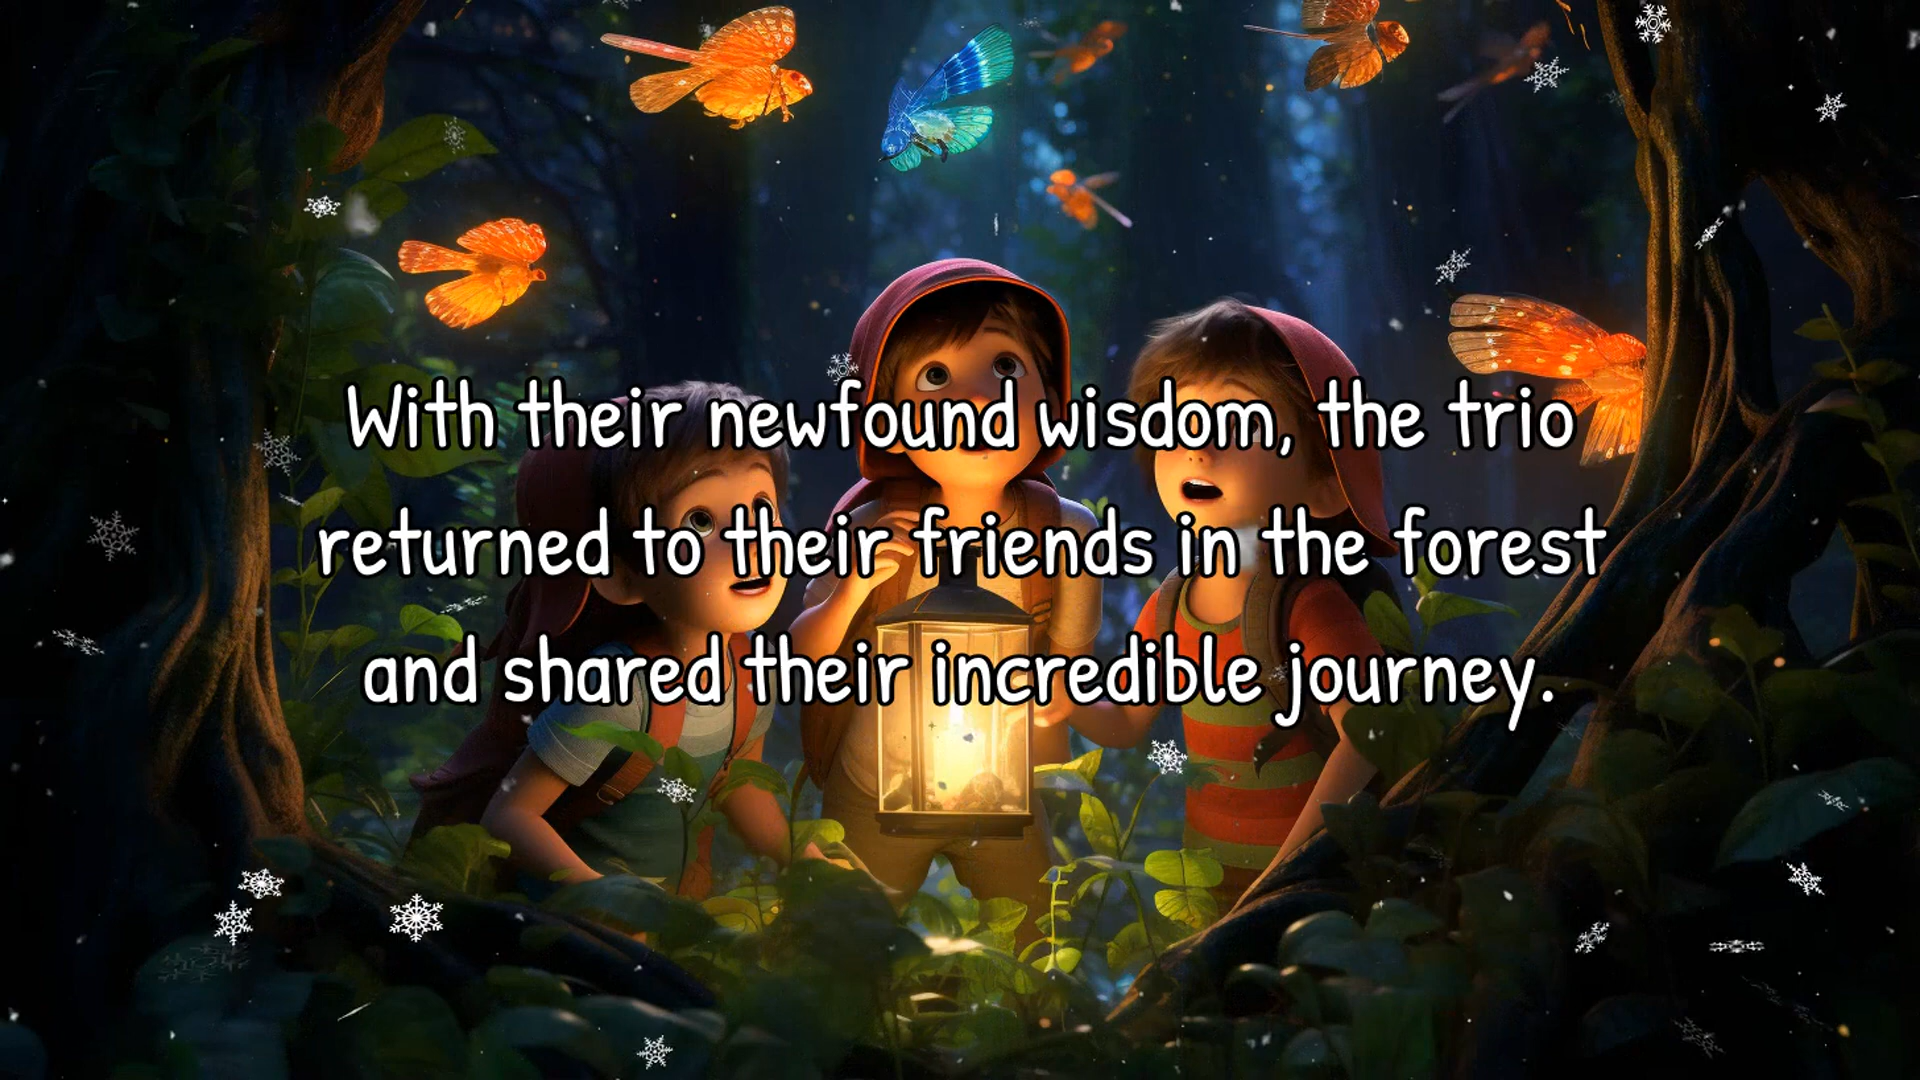 With their newfound wisdom, the trio
returned to their friends in the forest
and shared their incredible journey.